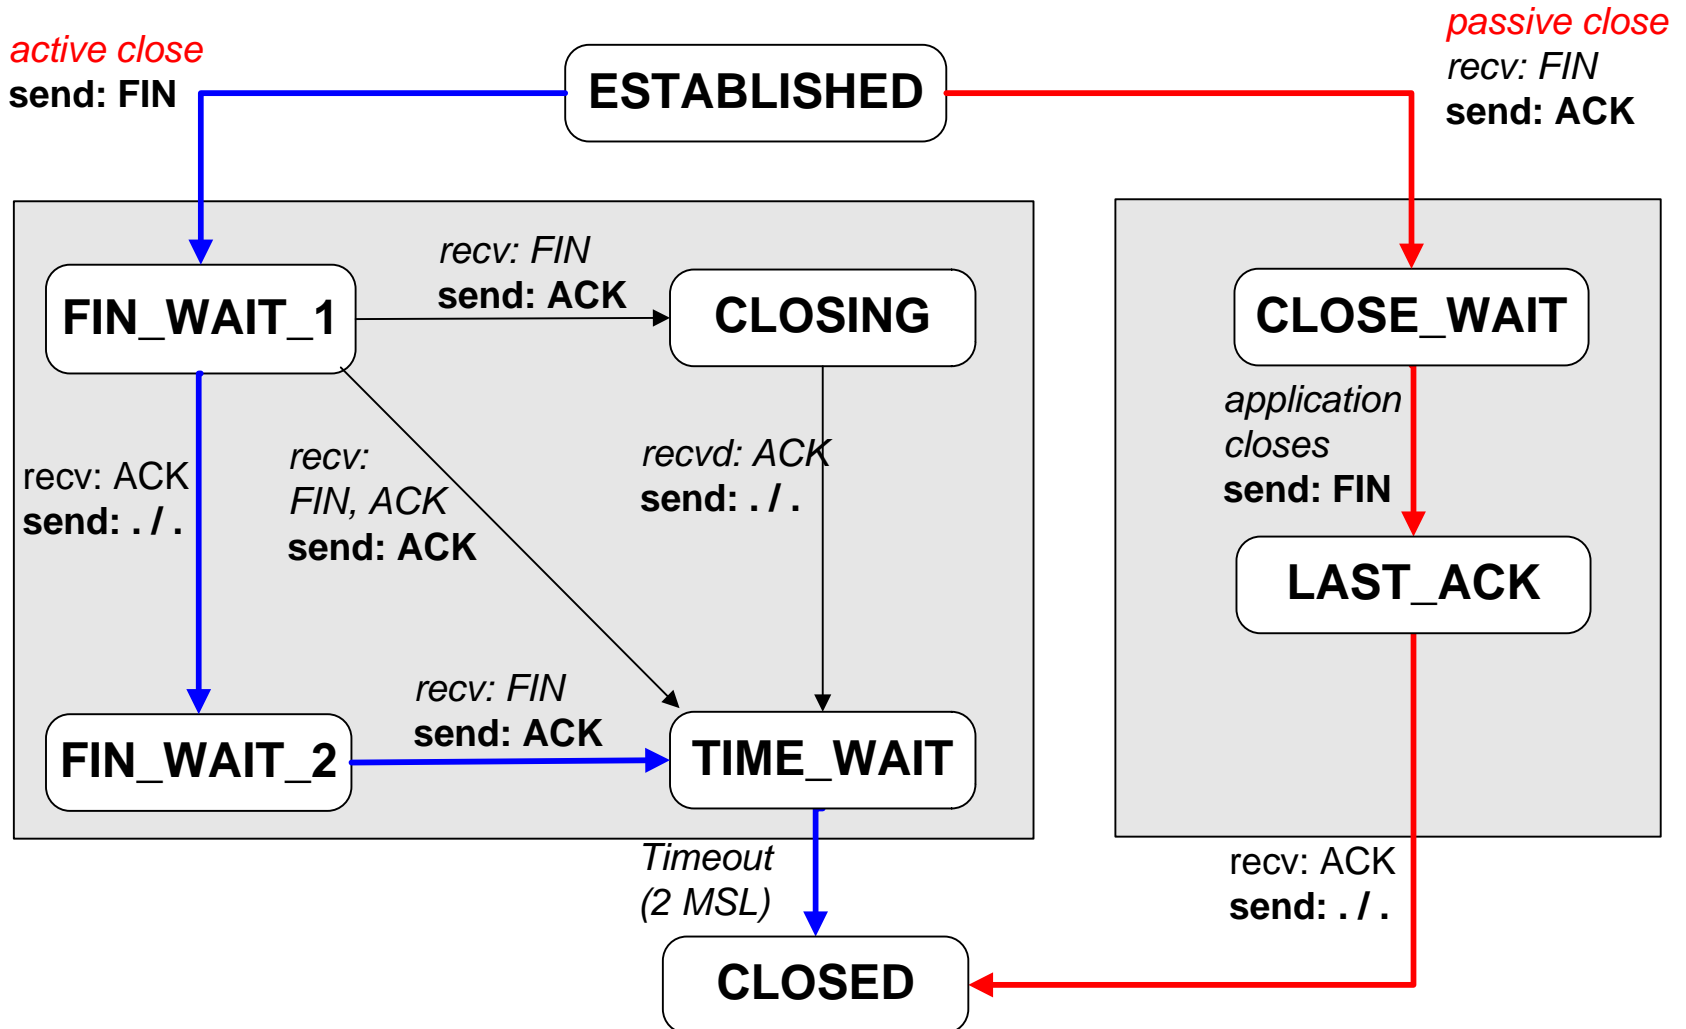 active close
send: FIN
ESTABLISHED
passive close
recv: FIN
send: ACK
FIN_WAIT_1
recv: FIN
send: ACK
CLOSING
CLOSE_WAIT
recv: ACK
send: . / .
recv:
FIN, ACK
send: ACK
recvd: ACK
send: . / .
application
closes
send: FIN
LAST_ACK
FIN_WAIT_2
recv: FIN
send: ACK
TIME_WAIT
Timeout
(2 MSL)
recv: ACK
send: . / .
CLOSED